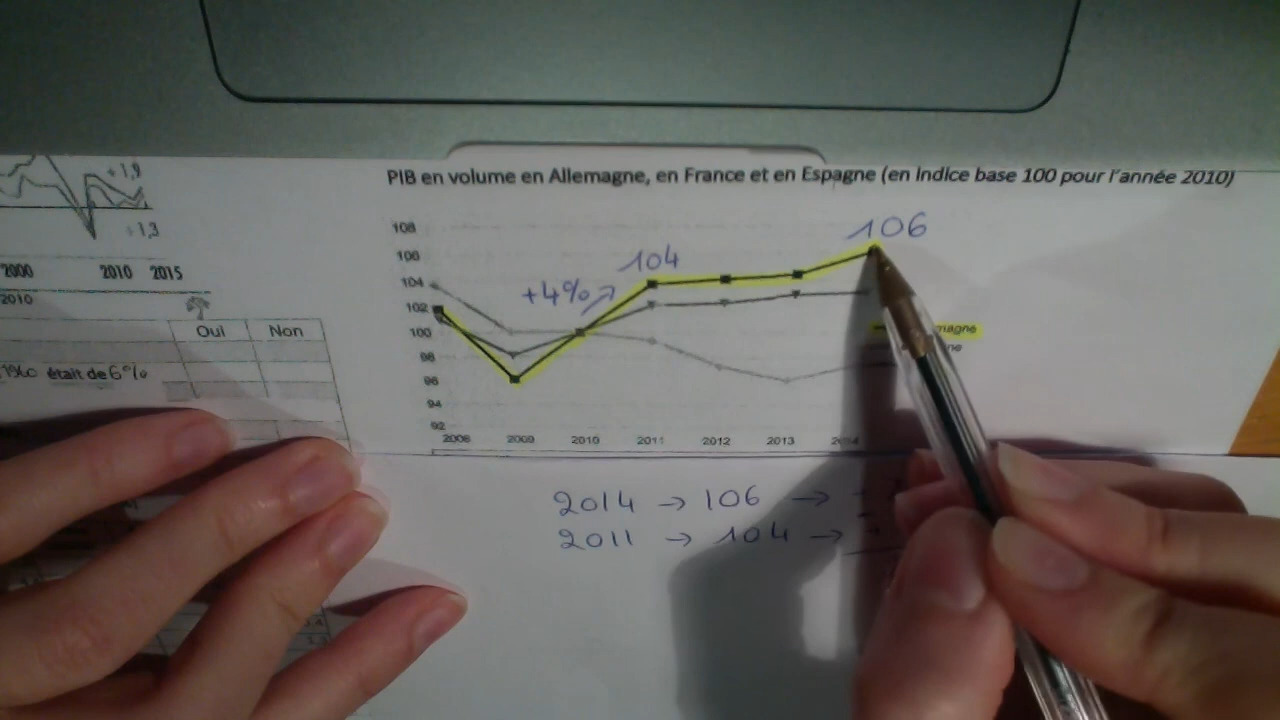 PIB en volume en Allemagne, en France et en Espagne (en indice base 100 pour l'année 2010)
+1,9
1,3
2000 2010 2015
2010
Oui Non
était de 6%
108
106
104
102
100
98
96
94
92
2008 2009 2010 2011 2012 2013
+4%
104
106
magne
ne
2014 → 106 →
2011 → 104 →